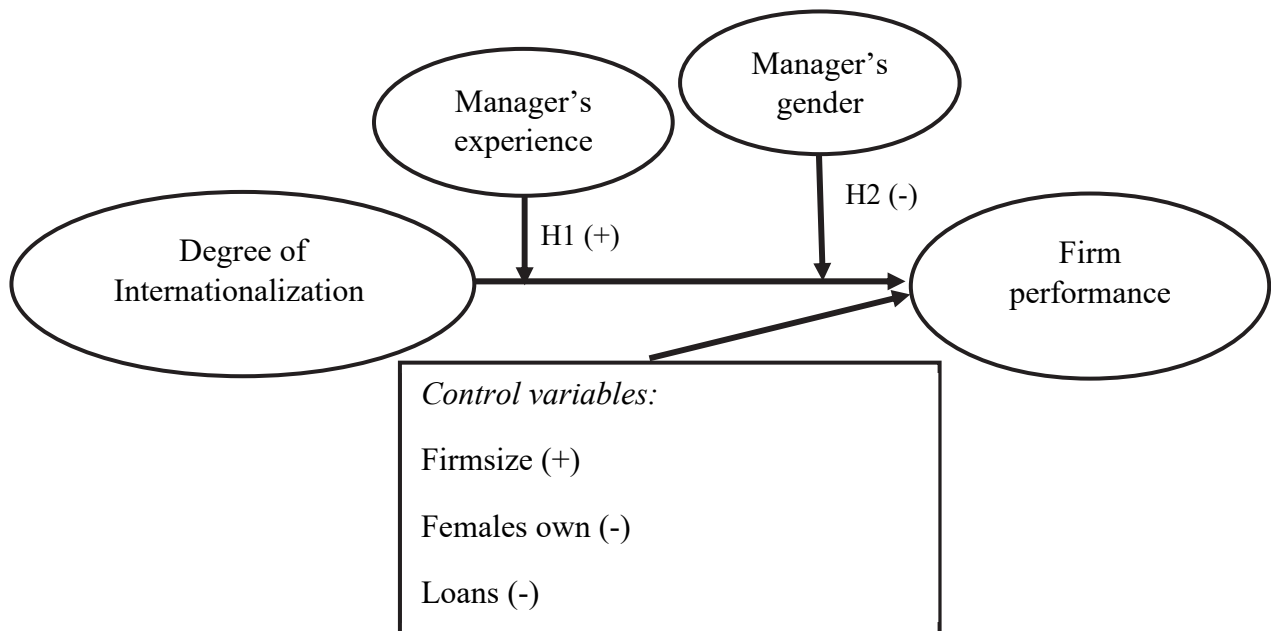 Manager’s
experience
Manager’s
gender
H1 (+)
H2 (-)
Degree of
Internationalization
Firm
performance
Control variables:
Firmsize (+)
Females own (-)
Loans (-)